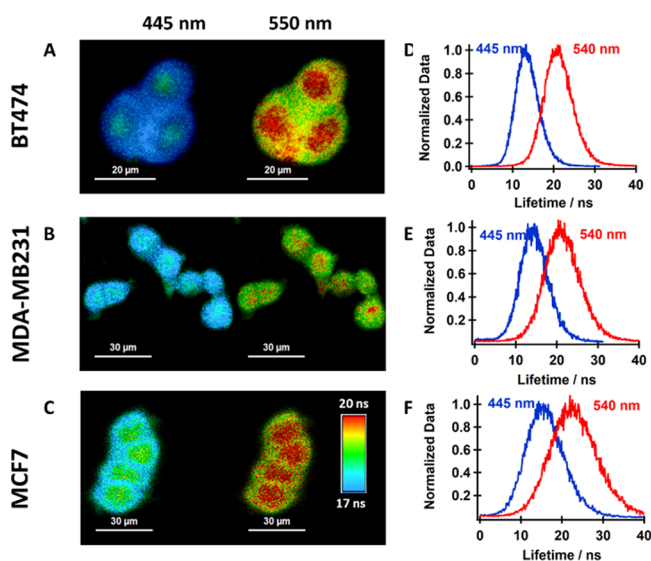 445 nm 550 nm
A
BT474
20 µm 20 µm
D
445 nm 540 nm
Normalized Data
1.0
0.8
0.6
0.4
0.2
0.0
0 10 20 30 40
Lifetime / ns
B
MDA-MB231
30 µm 30 µm
E
445 nm 540 nm
Normalized Data
1.0
0.8
0.6
0.4
0.2
0 10 20 30 40
Lifetime / ns
C
MCF7
20 ns
17 ns
30 µm 30 µm
F
445 nm 540 nm
Normalized Data
1.0
0.8
0.6
0.4
0.2
0 10 20 30 40
Lifetime / ns